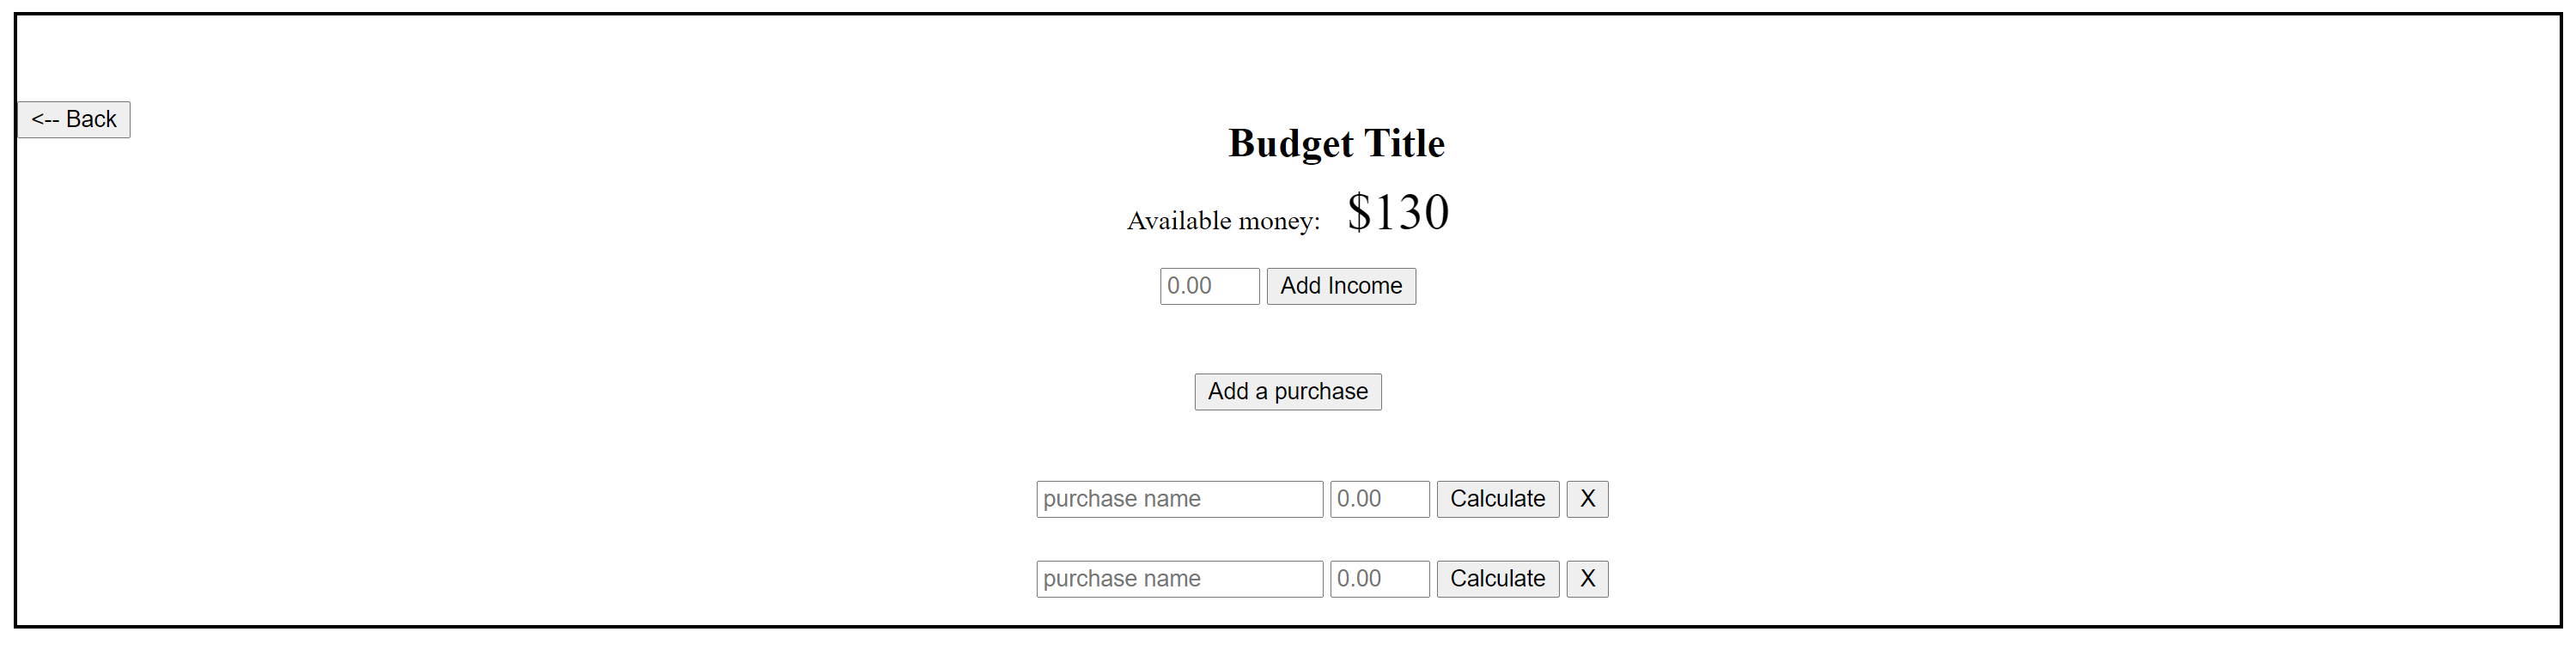 <-- Back
Budget Title
Available money: $130
0.00 Add Income
Add a purchase
purchase name 0.00 Calculate X
purchase name 0.00 Calculate X